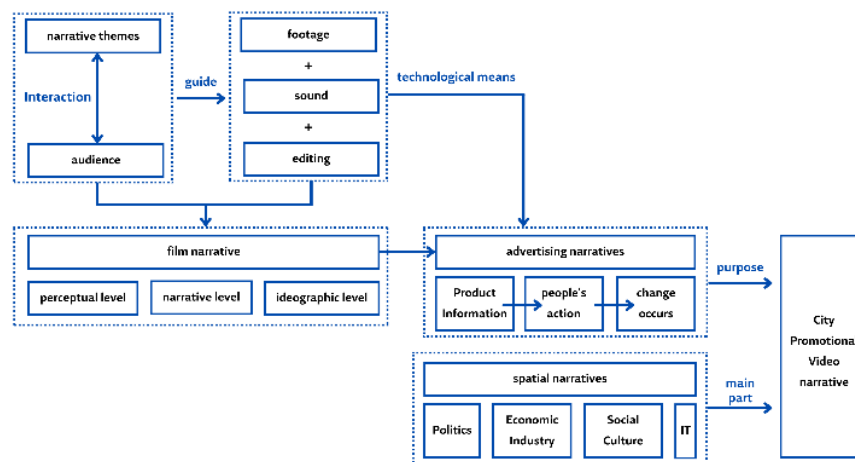 narrative themes
Interaction
audience
guide
footage
+
sound
+
editing
technological means
film narrative
perceptual level
narrative level
ideographic level
advertising narratives
Product
Information
people's
action
change
occurs
purpose
spatial narratives
Politics
Economic
Industry
Social
Culture
IT
main
part
City
Promotiona
Video
narrative